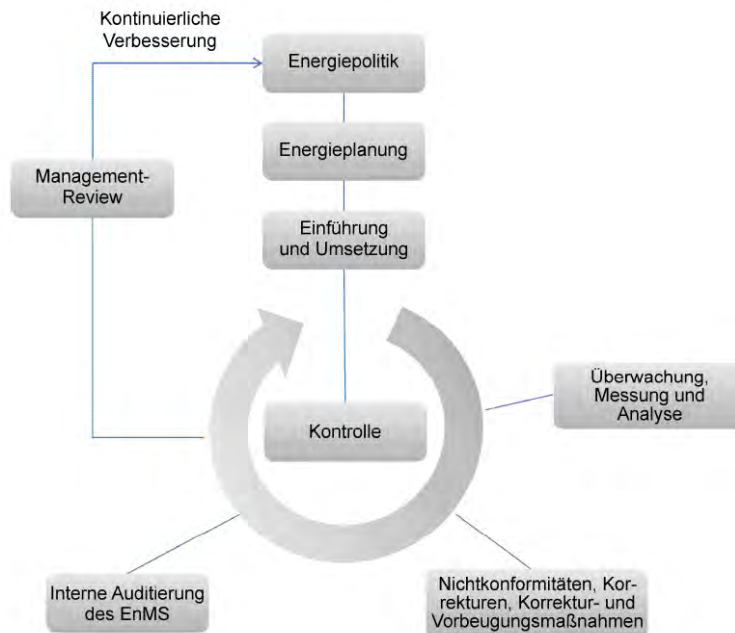 Kontinuierliche
Verbesserung
Energiepolitik
Energieplanung
Management-
Review
Einführung
und Umsetzung
Überwachung,
Messung und
Analyse
Kontrolle
Interne Auditierung
des EnMS
Nichtkonformitäten, Kor-
rekturen, Korrektur- und
Vorbeugungsmaßnahmen